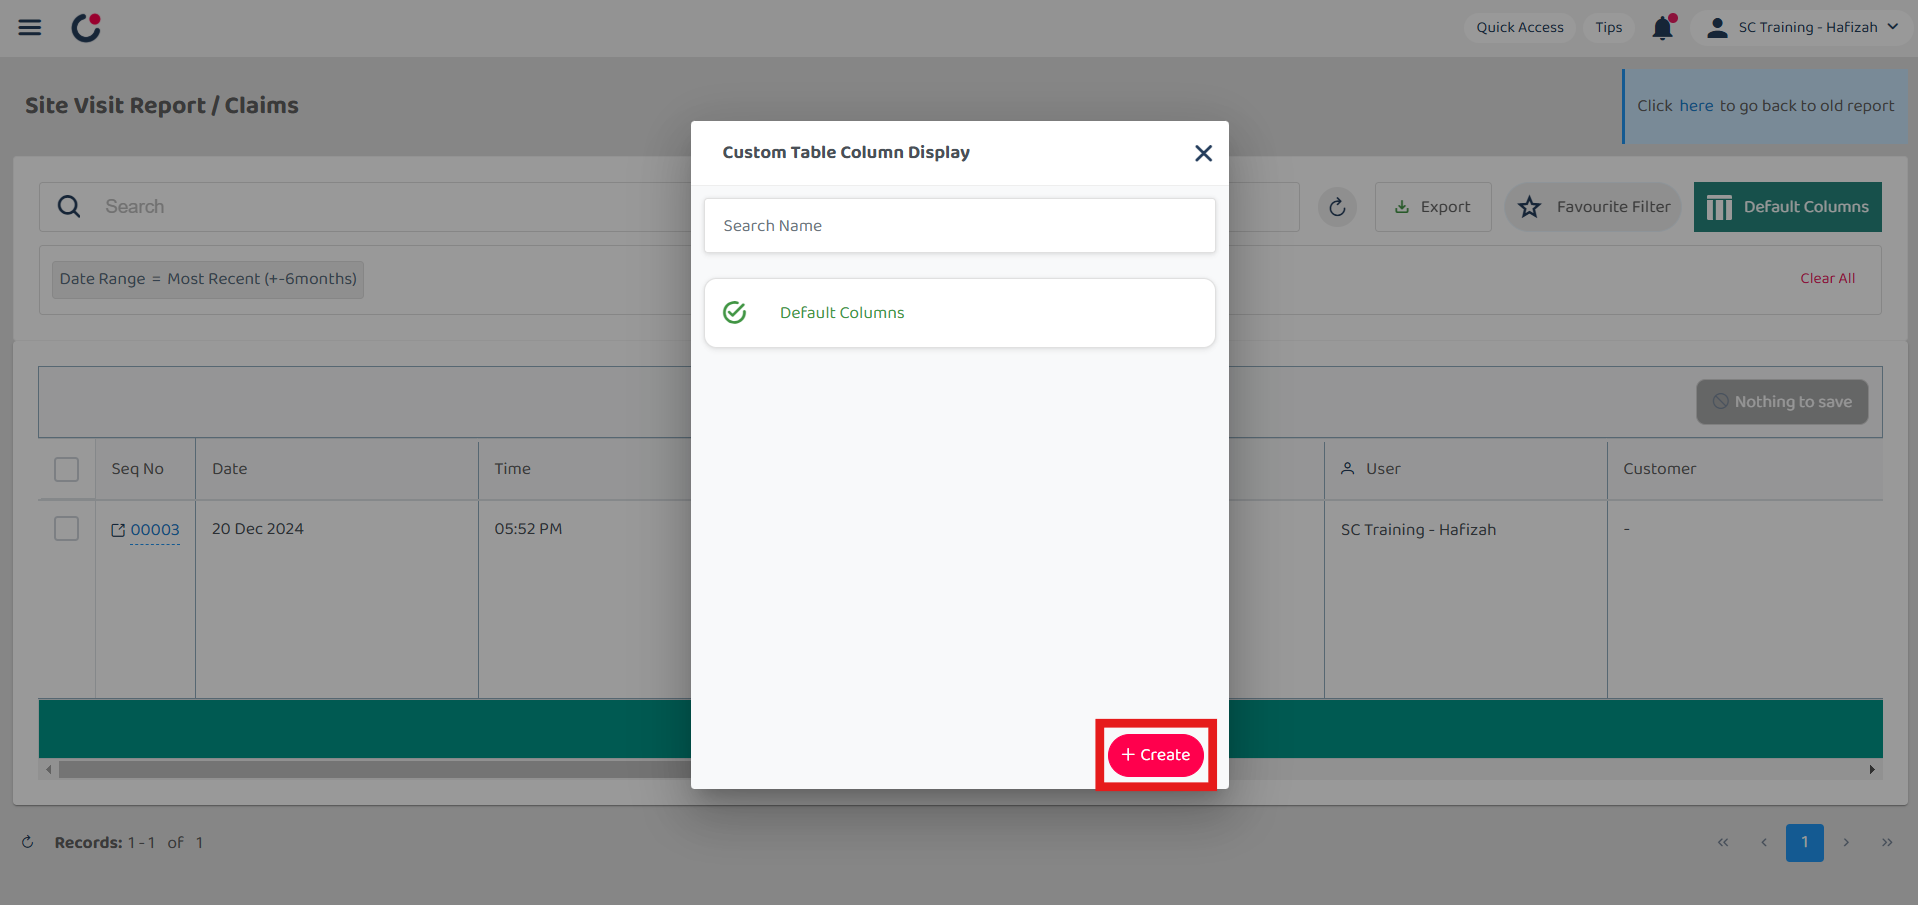 Quick Access
Tips
SC Training - Hafizah
Site Visit Report / Claims
Click here to go back to old report
Custom Table Column Display
Search
Search Name
Export
Favourite Filter
Default Columns
Date Range = Most Recent (+-6months)
Clear All
Default Columns
Nothing to save
Seq No
Date
Time
User
Customer
00003
20 Dec 2024
05:52 PM
SC Training - Hafizah
-
+ Create
Records: 1 - 1 of 1
« ‹ 1 › »